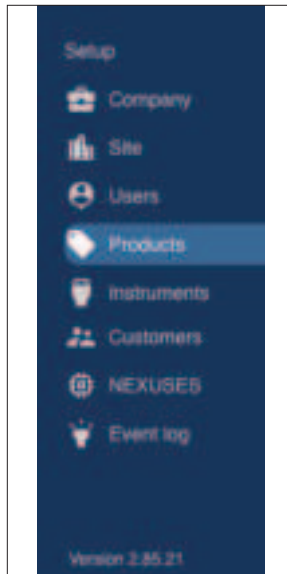 Setup
Company
Site
Users
Products
Instruments
Customers
NEXUSES
Event log
Version 2.85.21